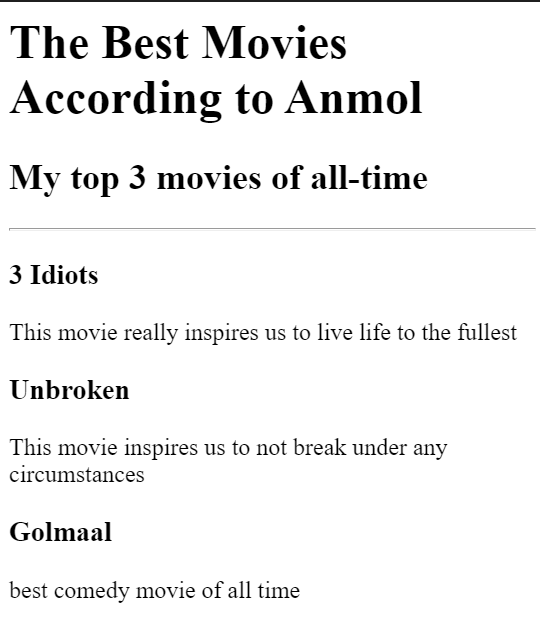 The Best Movies
According to Anmol
My top 3 movies of all-time
3 Idiots
This movie really inspires us to live life to the fullest
Unbroken
This movie inspires us to not break under any
circumstances
Golmaal
best comedy movie of all time